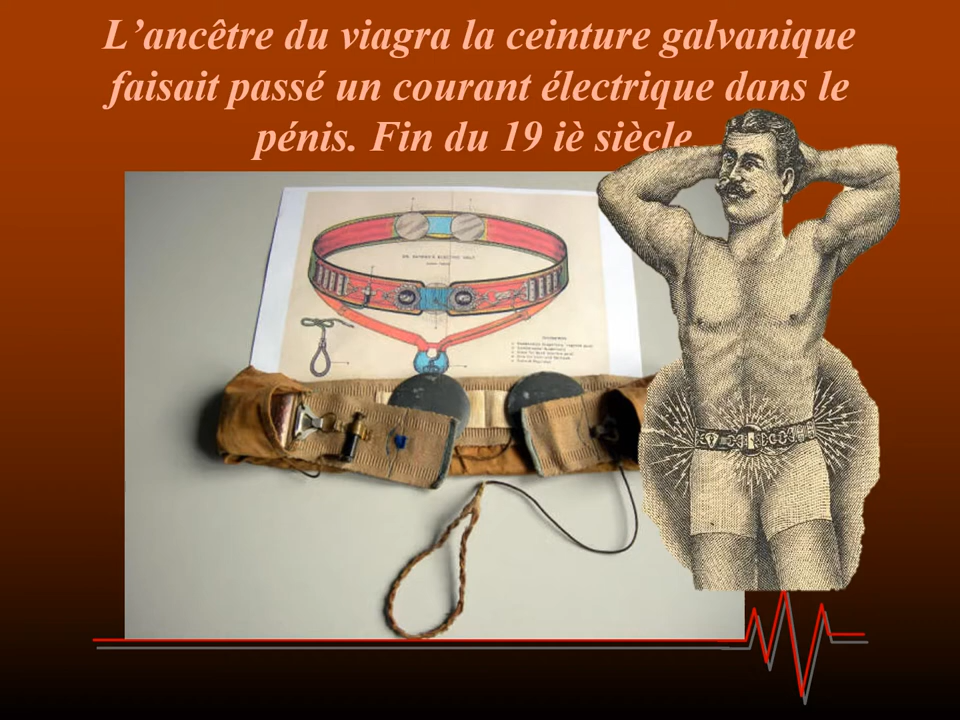 L’ancêtre du viagra la ceinture galvanique
faisait passé un courant électrique dans le
pénis. Fin du 19 iè siècle.